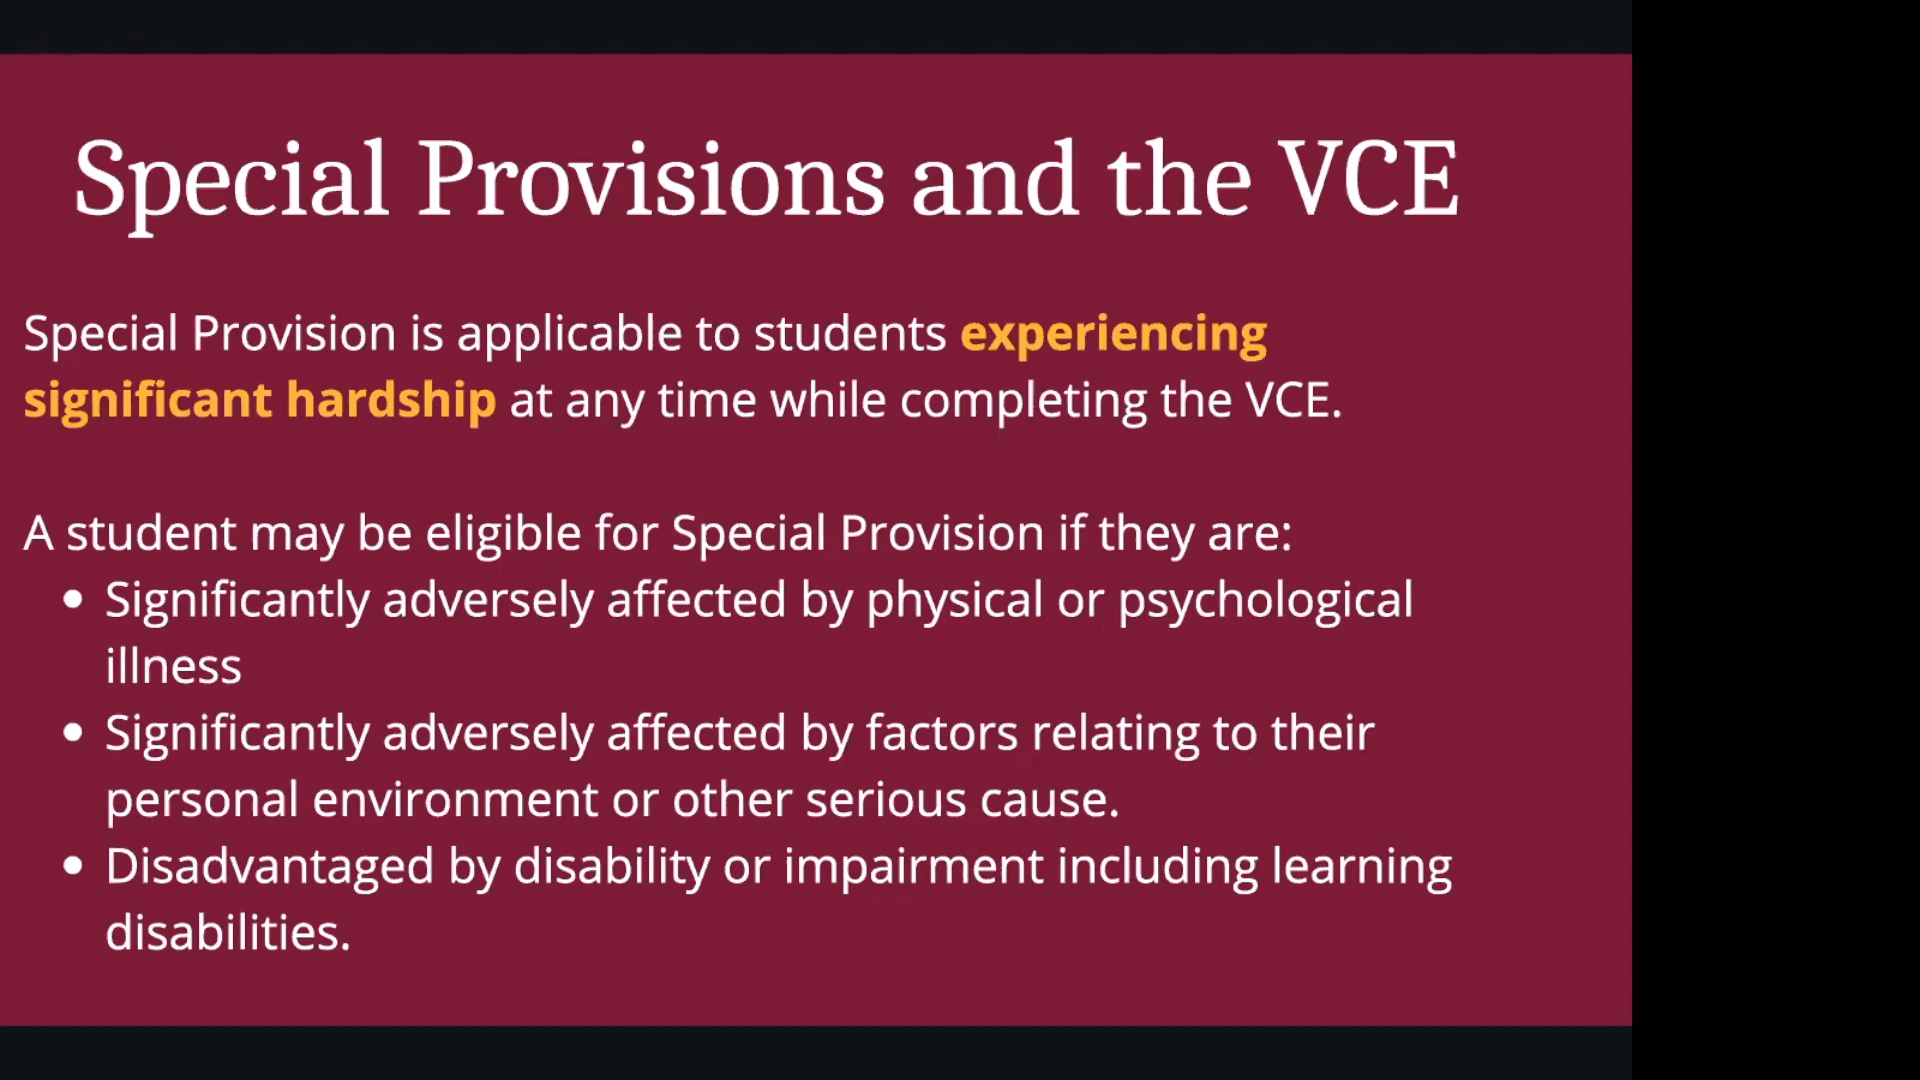 Special Provisions and the VCE
Special Provision is applicable to students experiencing
significant hardship at any time while completing the VCE.
A student may be eligible for Special Provision if they are:
• Significantly adversely affected by physical or psychological
illness
• Significantly adversely affected by factors relating to their
personal environment or other serious cause.
• Disadvantaged by disability or impairment including learning
disabilities.